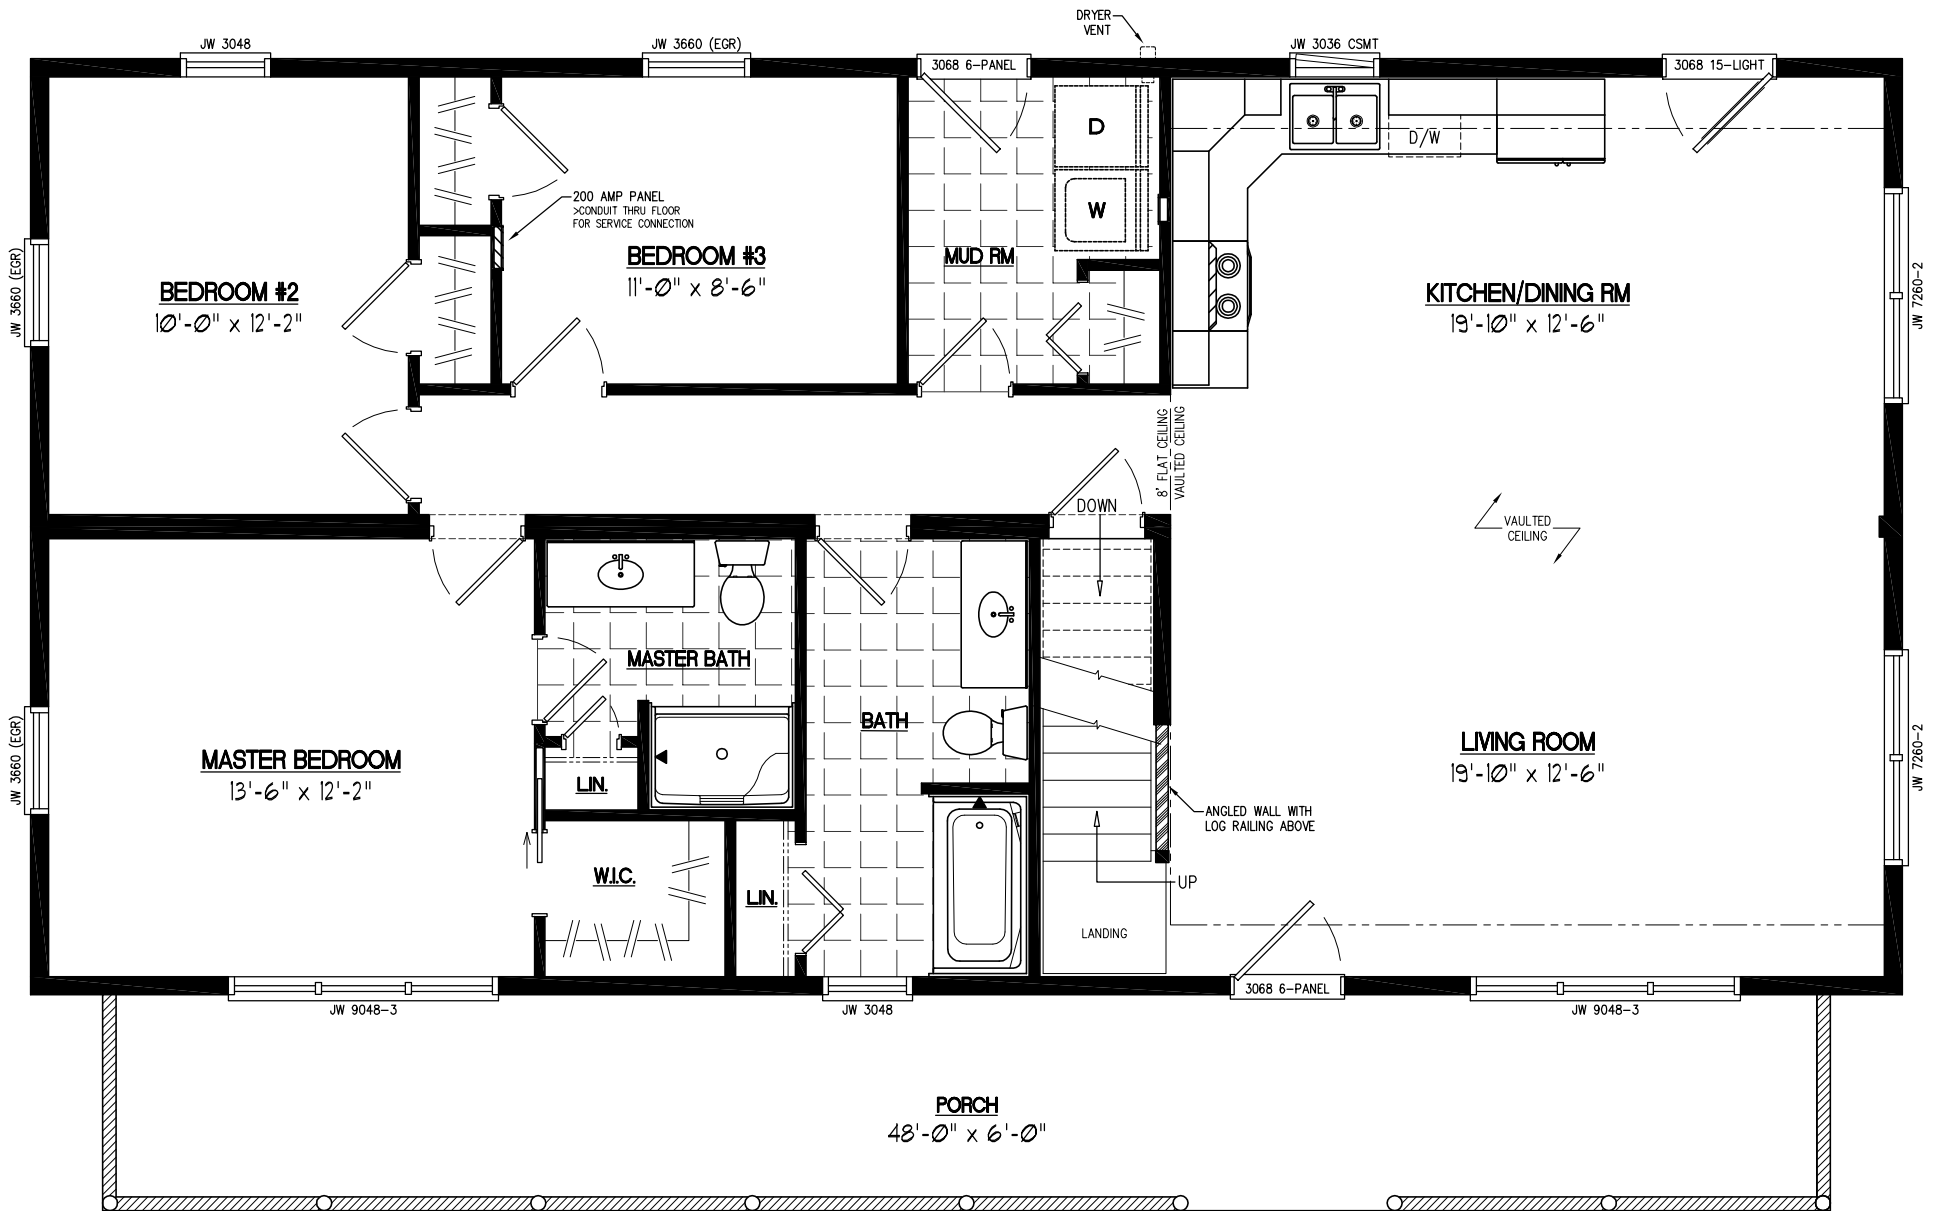 DRYER
VENT
JW 3048
JW 3660 (EGR)
3068 6-PANEL
JW 3036 CSMT
3068 15-LIGHT
D
D/W
200 AMP PANEL
>CONDUIT THRU FLOOR
FOR SERVICE CONNECTION
W
JW 3660 (EGR)
BEDROOM #2
10'-0" x 12'-2"
BEDROOM #3
11'-0" x 8'-6"
MUD RM
KITCHEN/DINING RM
19'-10" x 12'-6"
JW 7260-2
8' FLAT CEILING
VAULTED CEILING
DOWN
VAULTED
CEILING
MASTER BATH
BATH
JW 3660 (EGR)
MASTER BEDROOM
13'-6" x 12'-2"
LIN.
LIVING ROOM
19'-10" x 12'-6"
JW 7260-2
ANGLED WALL WITH
LOG RAILING ABOVE
W.I.C.
LIN.
UP
LANDING
JW 9048-3
JW 3048
3068 6-PANEL
JW 9048-3
PORCH
48'-0" x 6'-0"